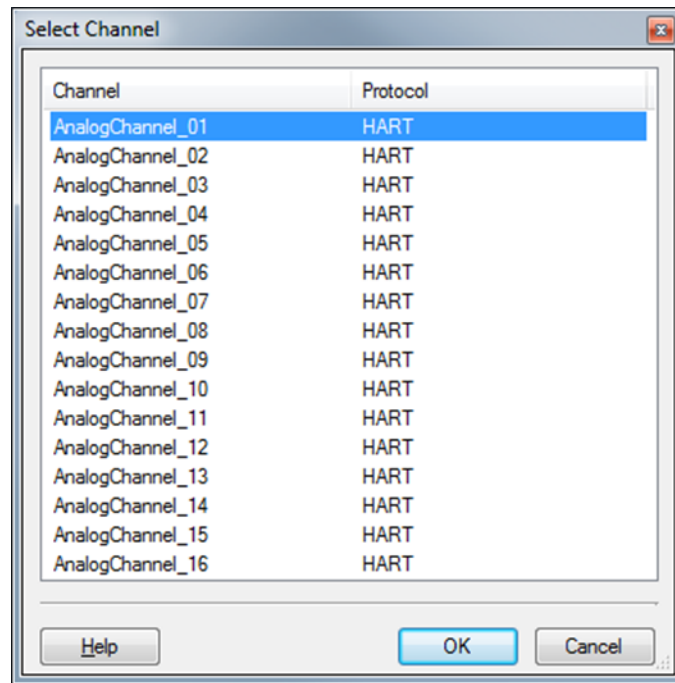 Select Channel
Channel Protocol
AnalogChannel_01 HART
AnalogChannel_02 HART
AnalogChannel_03 HART
AnalogChannel_04 HART
AnalogChannel_05 HART
AnalogChannel_06 HART
AnalogChannel_07 HART
AnalogChannel_08 HART
AnalogChannel_09 HART
AnalogChannel_10 HART
AnalogChannel_11 HART
AnalogChannel_12 HART
AnalogChannel_13 HART
AnalogChannel_14 HART
AnalogChannel_15 HART
AnalogChannel_16 HART
Help OK Cancel